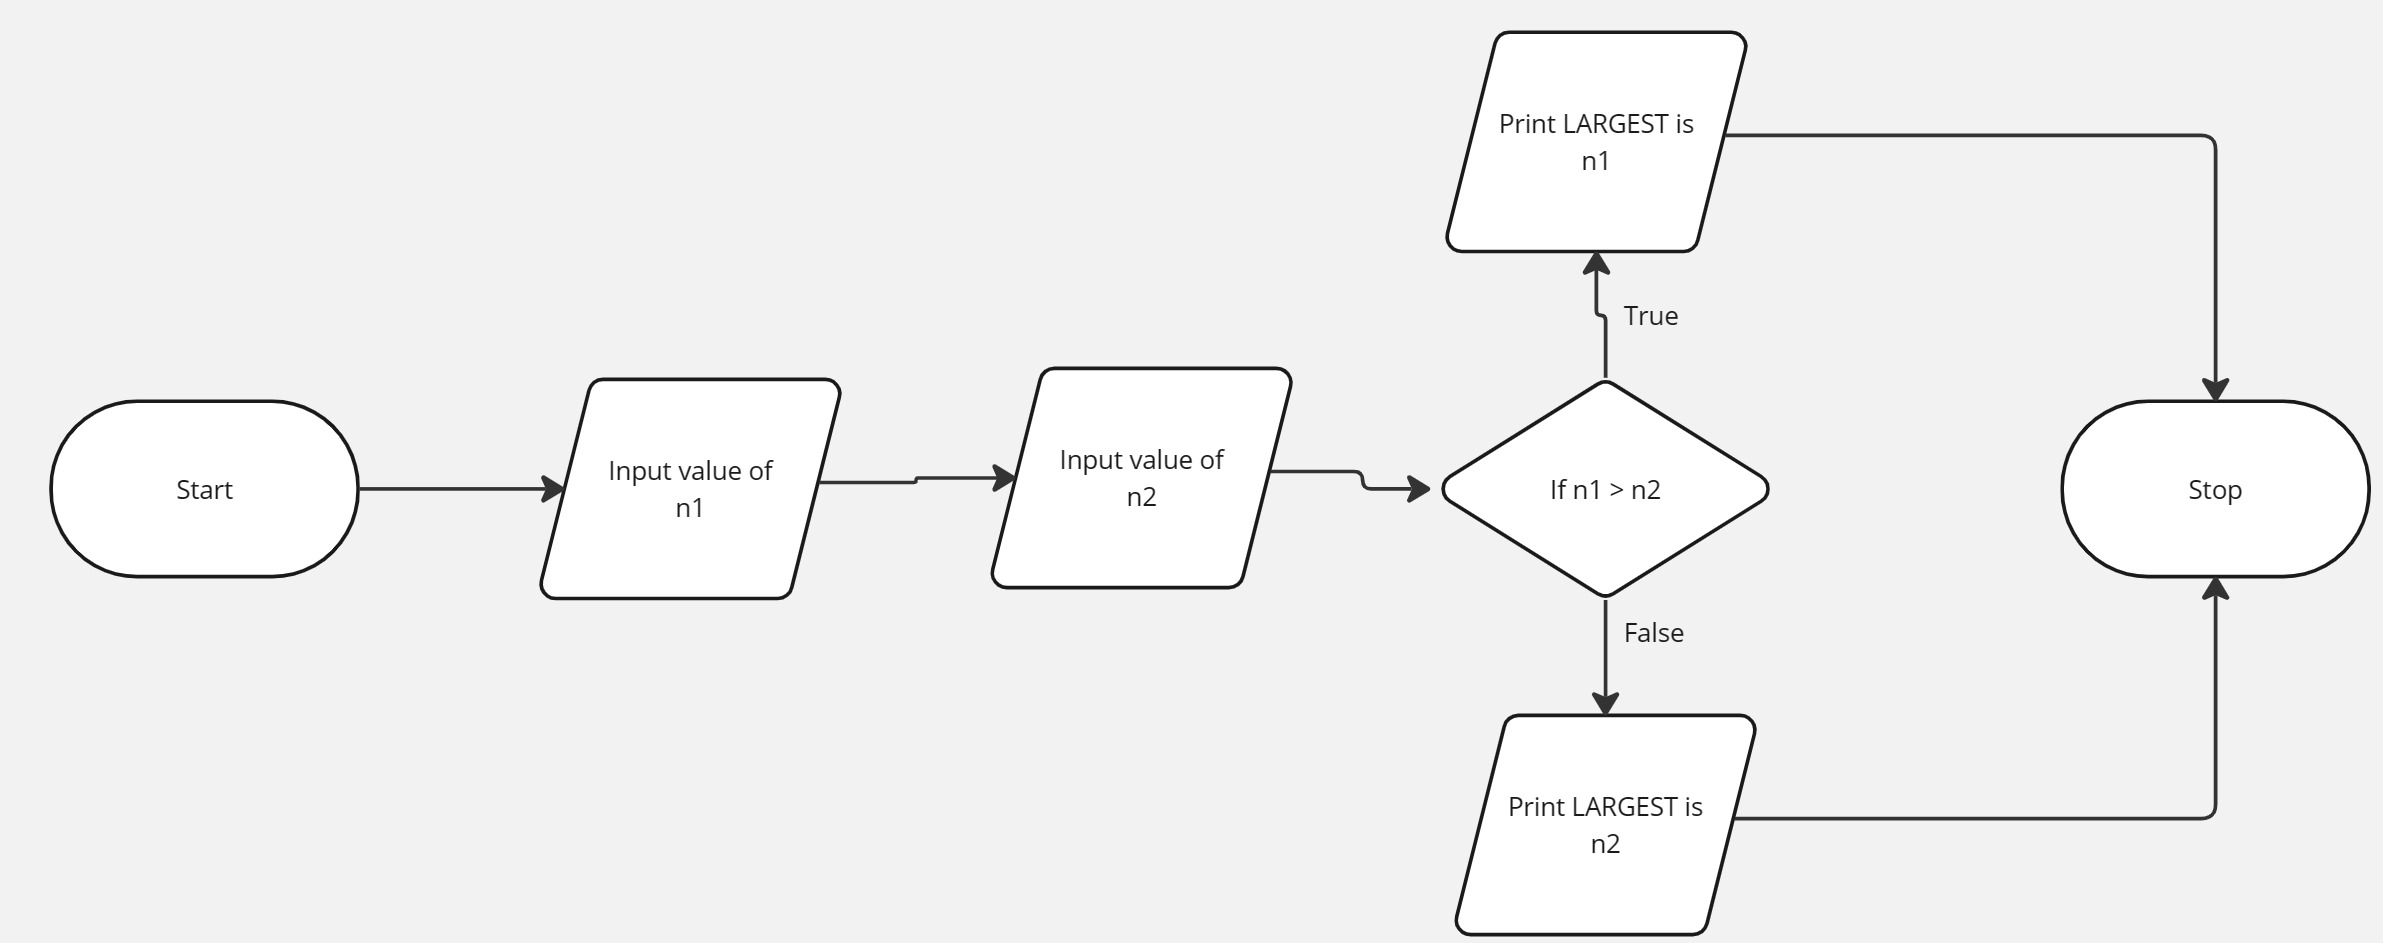 Start
Input value of
n1
Input value of
n2
If n1 > n2
True
Print LARGEST is
n1
False
Print LARGEST is
n2
Stop